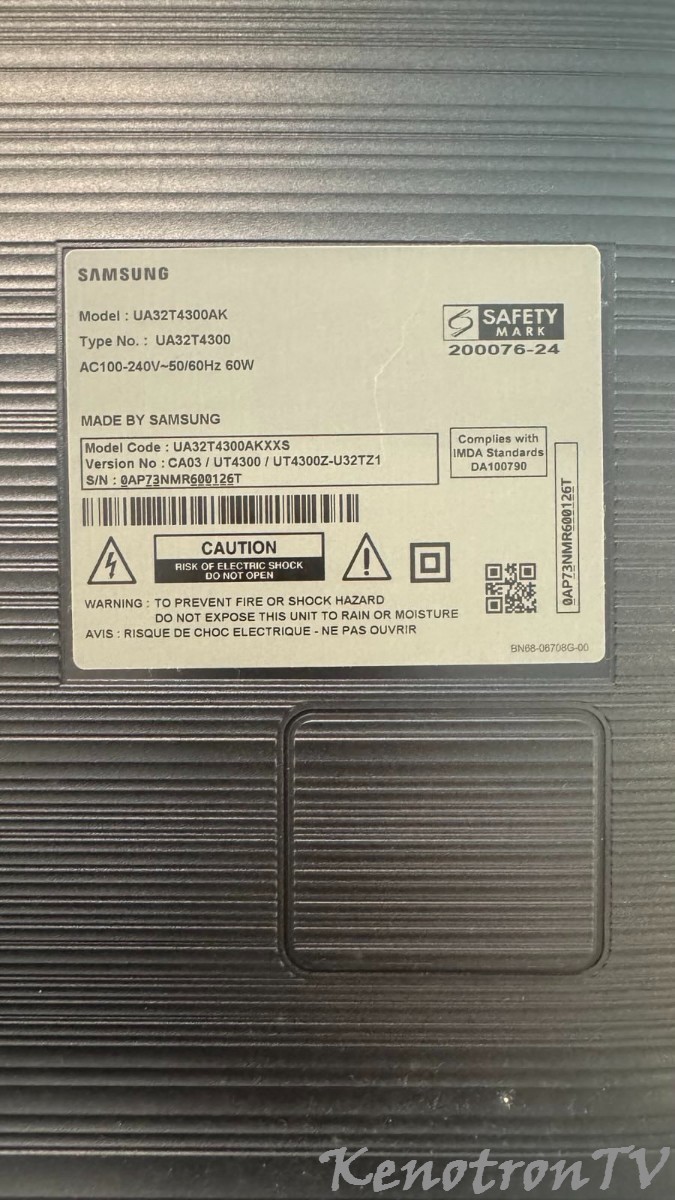 SAMSUNG
Model : UA32T4300AK
Type No. : UA32T4300
AC100-240V~50/60Hz 60W
SAFETY
MARK
200076-24
MADE BY SAMSUNG
Model Code : UA32T4300AKXXS
Version No : CA03 / UT4300 / UT4300Z-U32TZ1
S/N : 0AP73NMR600126T
Complies with
IMDA Standards
DA100790
0AP73NMR600126T
CAUTION
RISK OF ELECTRIC SHOCK
DO NOT OPEN
WARNING : TO PREVENT FIRE OR SHOCK HAZARD
DO NOT EXPOSE THIS UNIT TO RAIN OR MOISTURE
AVIS : RISQUE DE CHOC ELECTRIQUE - NE PAS OUVRIR
BN68-06708G-00
KenotronTV